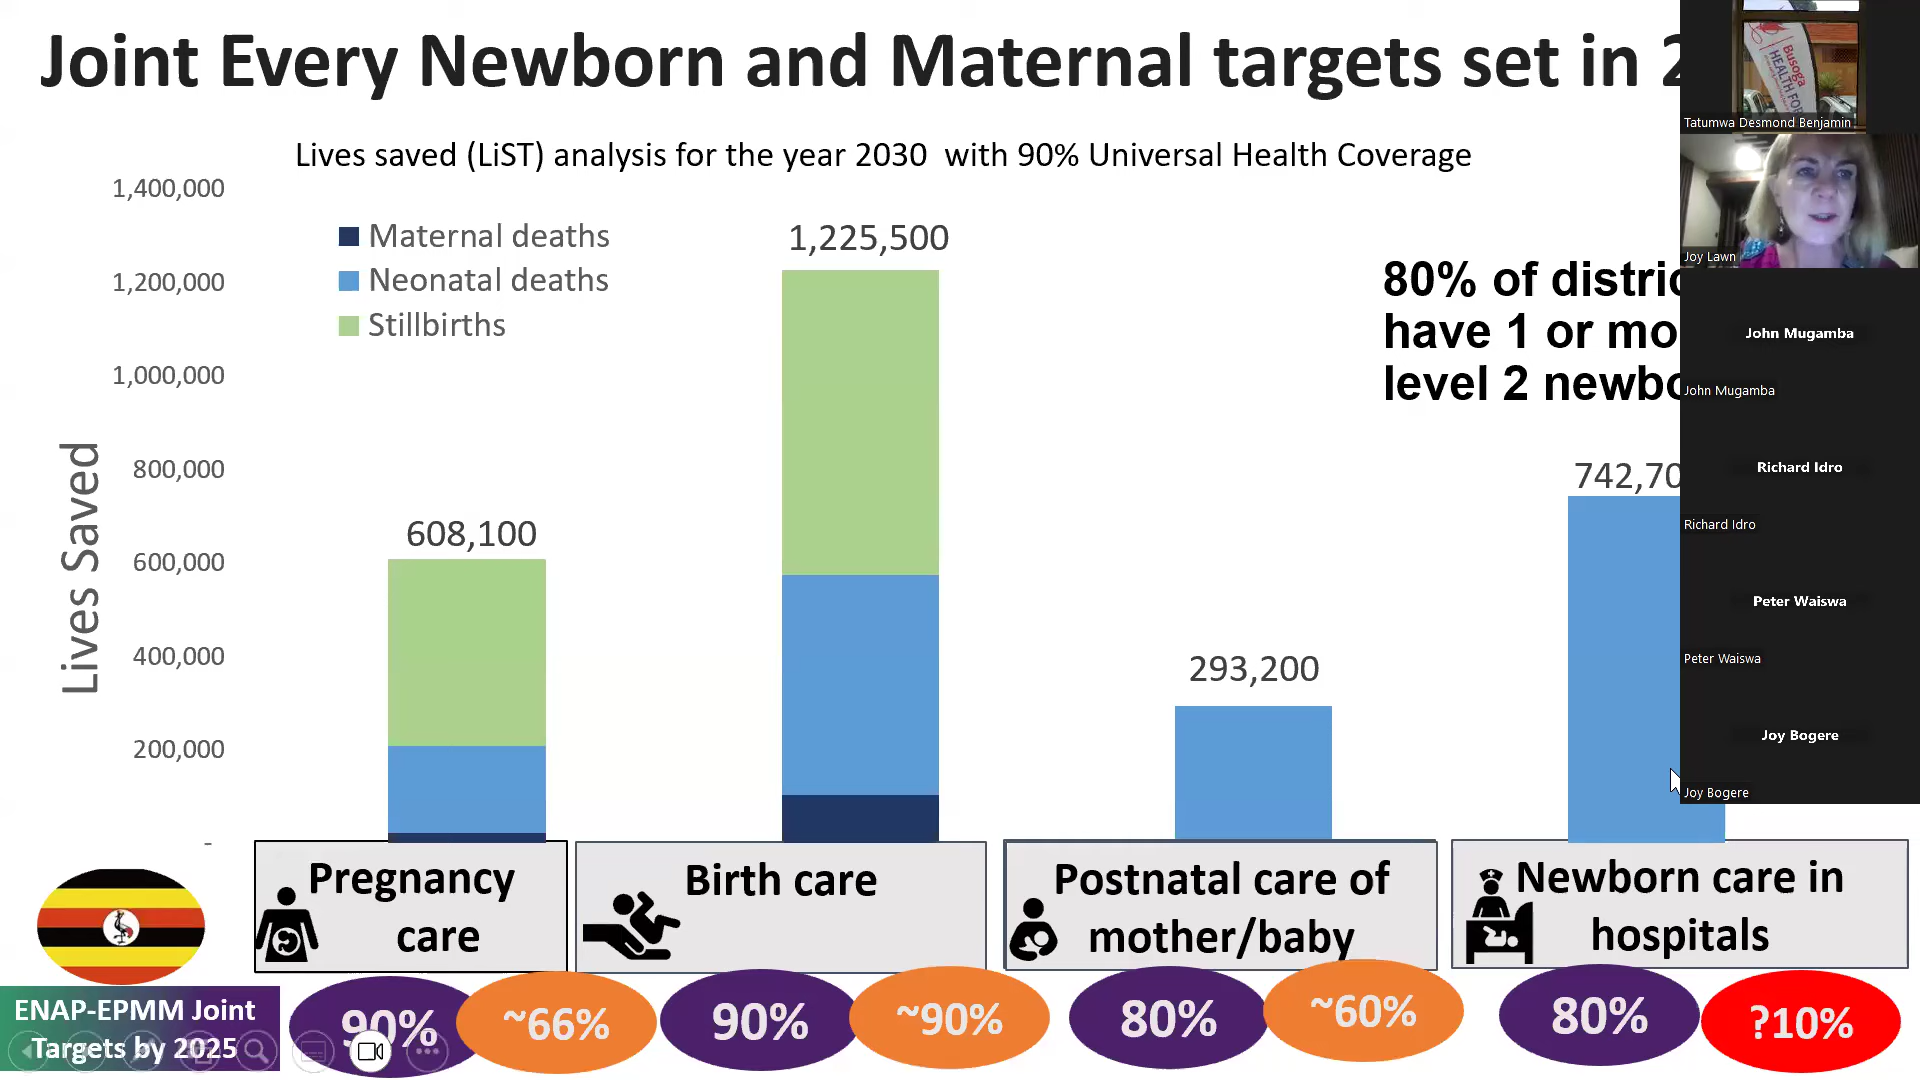 Joint Every Newborn and Maternal targets set in 2
Lives saved (LiST) analysis for the year 2030 with 90% Universal Health Coverage
1,400,000
1,200,000
1,000,000
800,000
600,000
400,000
200,000
-
Lives Saved
Maternal deaths
Neonatal deaths
Stillbirths
608,100
1,225,500
293,200
742,70
80% of distric
have 1 or mo
level 2 newbo
Pregnancy
care
Birth care
Postnatal care of
mother/baby
Newborn care in
hospitals
ENAP-EPMM Joint
Targets by 2025
90%
~66%
90%
~90%
80%
~60%
80%
?10%
Busoga
HEALTH FO
Tatumwa Desmond Benjamin
Joy Lawn
John Mugamba
John Mugamba
Richard Idro
Richard Idro
Peter Waiswa
Peter Waiswa
Joy Bogere
Joy Bogere